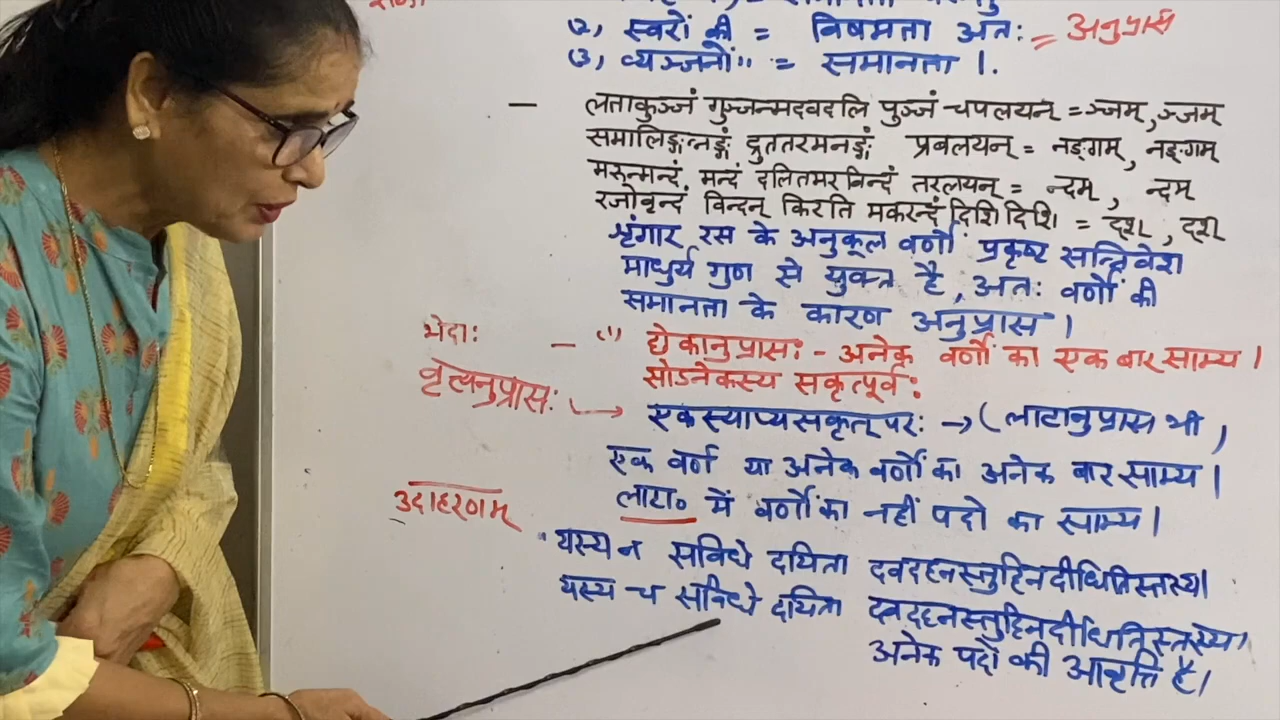 २, स्वरों की = विषमता अतः = अनुप्रास
३, व्यञ्जनों" = समानता ।.
— लताकुञ्जं गुञ्जन्मदवदलि पुञ्जं चपलयन् = ञ्जम्, ञ्जम्
समालिङ्गन्नङ्गं द्रुततरमनङ्गं प्रबलयन् = नङ्गम्, नङ्गम्
मरुन्मन्दं मन्दं दलितमरविन्दं तरलयन् = न्दम्, न्दम्
रजोवृन्दं विन्दन् किरति मकरन्दं दिशि दिशि = दृश्, दृश्
शृंगार रस के अनुकूल वर्णों प्रकृष्ट सन्निवेश
माधुर्य गुण से युक्त है, अतः वर्णों की
समानता के कारण अनुप्रास ।
भेदाः — (१) छेकानुप्रासः - अनेक वर्णों का एक बार साम्य ।
सोऽनेकस्य सकृत्पूर्वः
वृत्यनुप्रासः → एकस्याप्यसकृत्परः → (लाटानुप्रास भी,
एक वर्ण या अनेक वर्णों का अनेक बार साम्य ।
लाटा० में वर्णों का नहीं पदों का साम्य ।
उदाहरणम्
यस्य न सविधे दयिता दवदहनस्तुहिनदीधितिस्तस्य ।
यस्य च सविधे दयिता दवदहनस्तुहिनदीधितिस्तस्य ।
अनेक पदों की आवृत्ति है ।